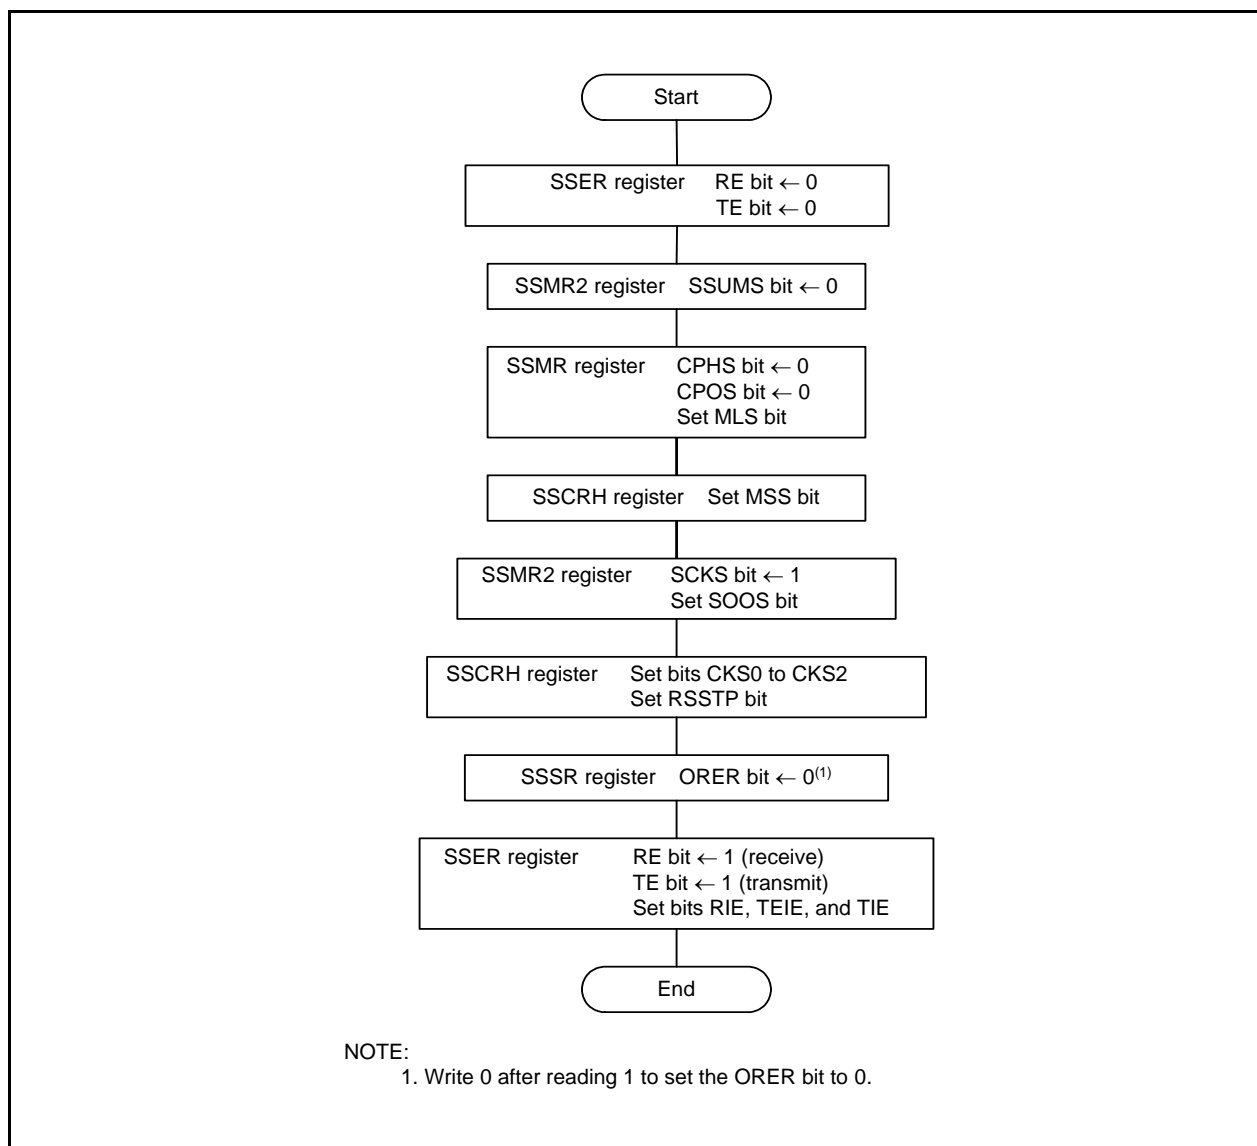 Start
SSER register RE bit ← 0
TE bit ← 0
SSMR2 register SSUMS bit ← 0
SSMR register CPHS bit ← 0
CPOS bit ← 0
Set MLS bit
SSCRH register Set MSS bit
SSMR2 register SCKS bit ← 1
Set SOOS bit
SSCRH register Set bits CKS0 to CKS2
Set RSSTP bit
SSSR register ORER bit ← 0(1)
SSER register RE bit ← 1 (receive)
TE bit ← 1 (transmit)
Set bits RIE, TEIE, and TIE
End
NOTE:
1. Write 0 after reading 1 to set the ORER bit to 0.